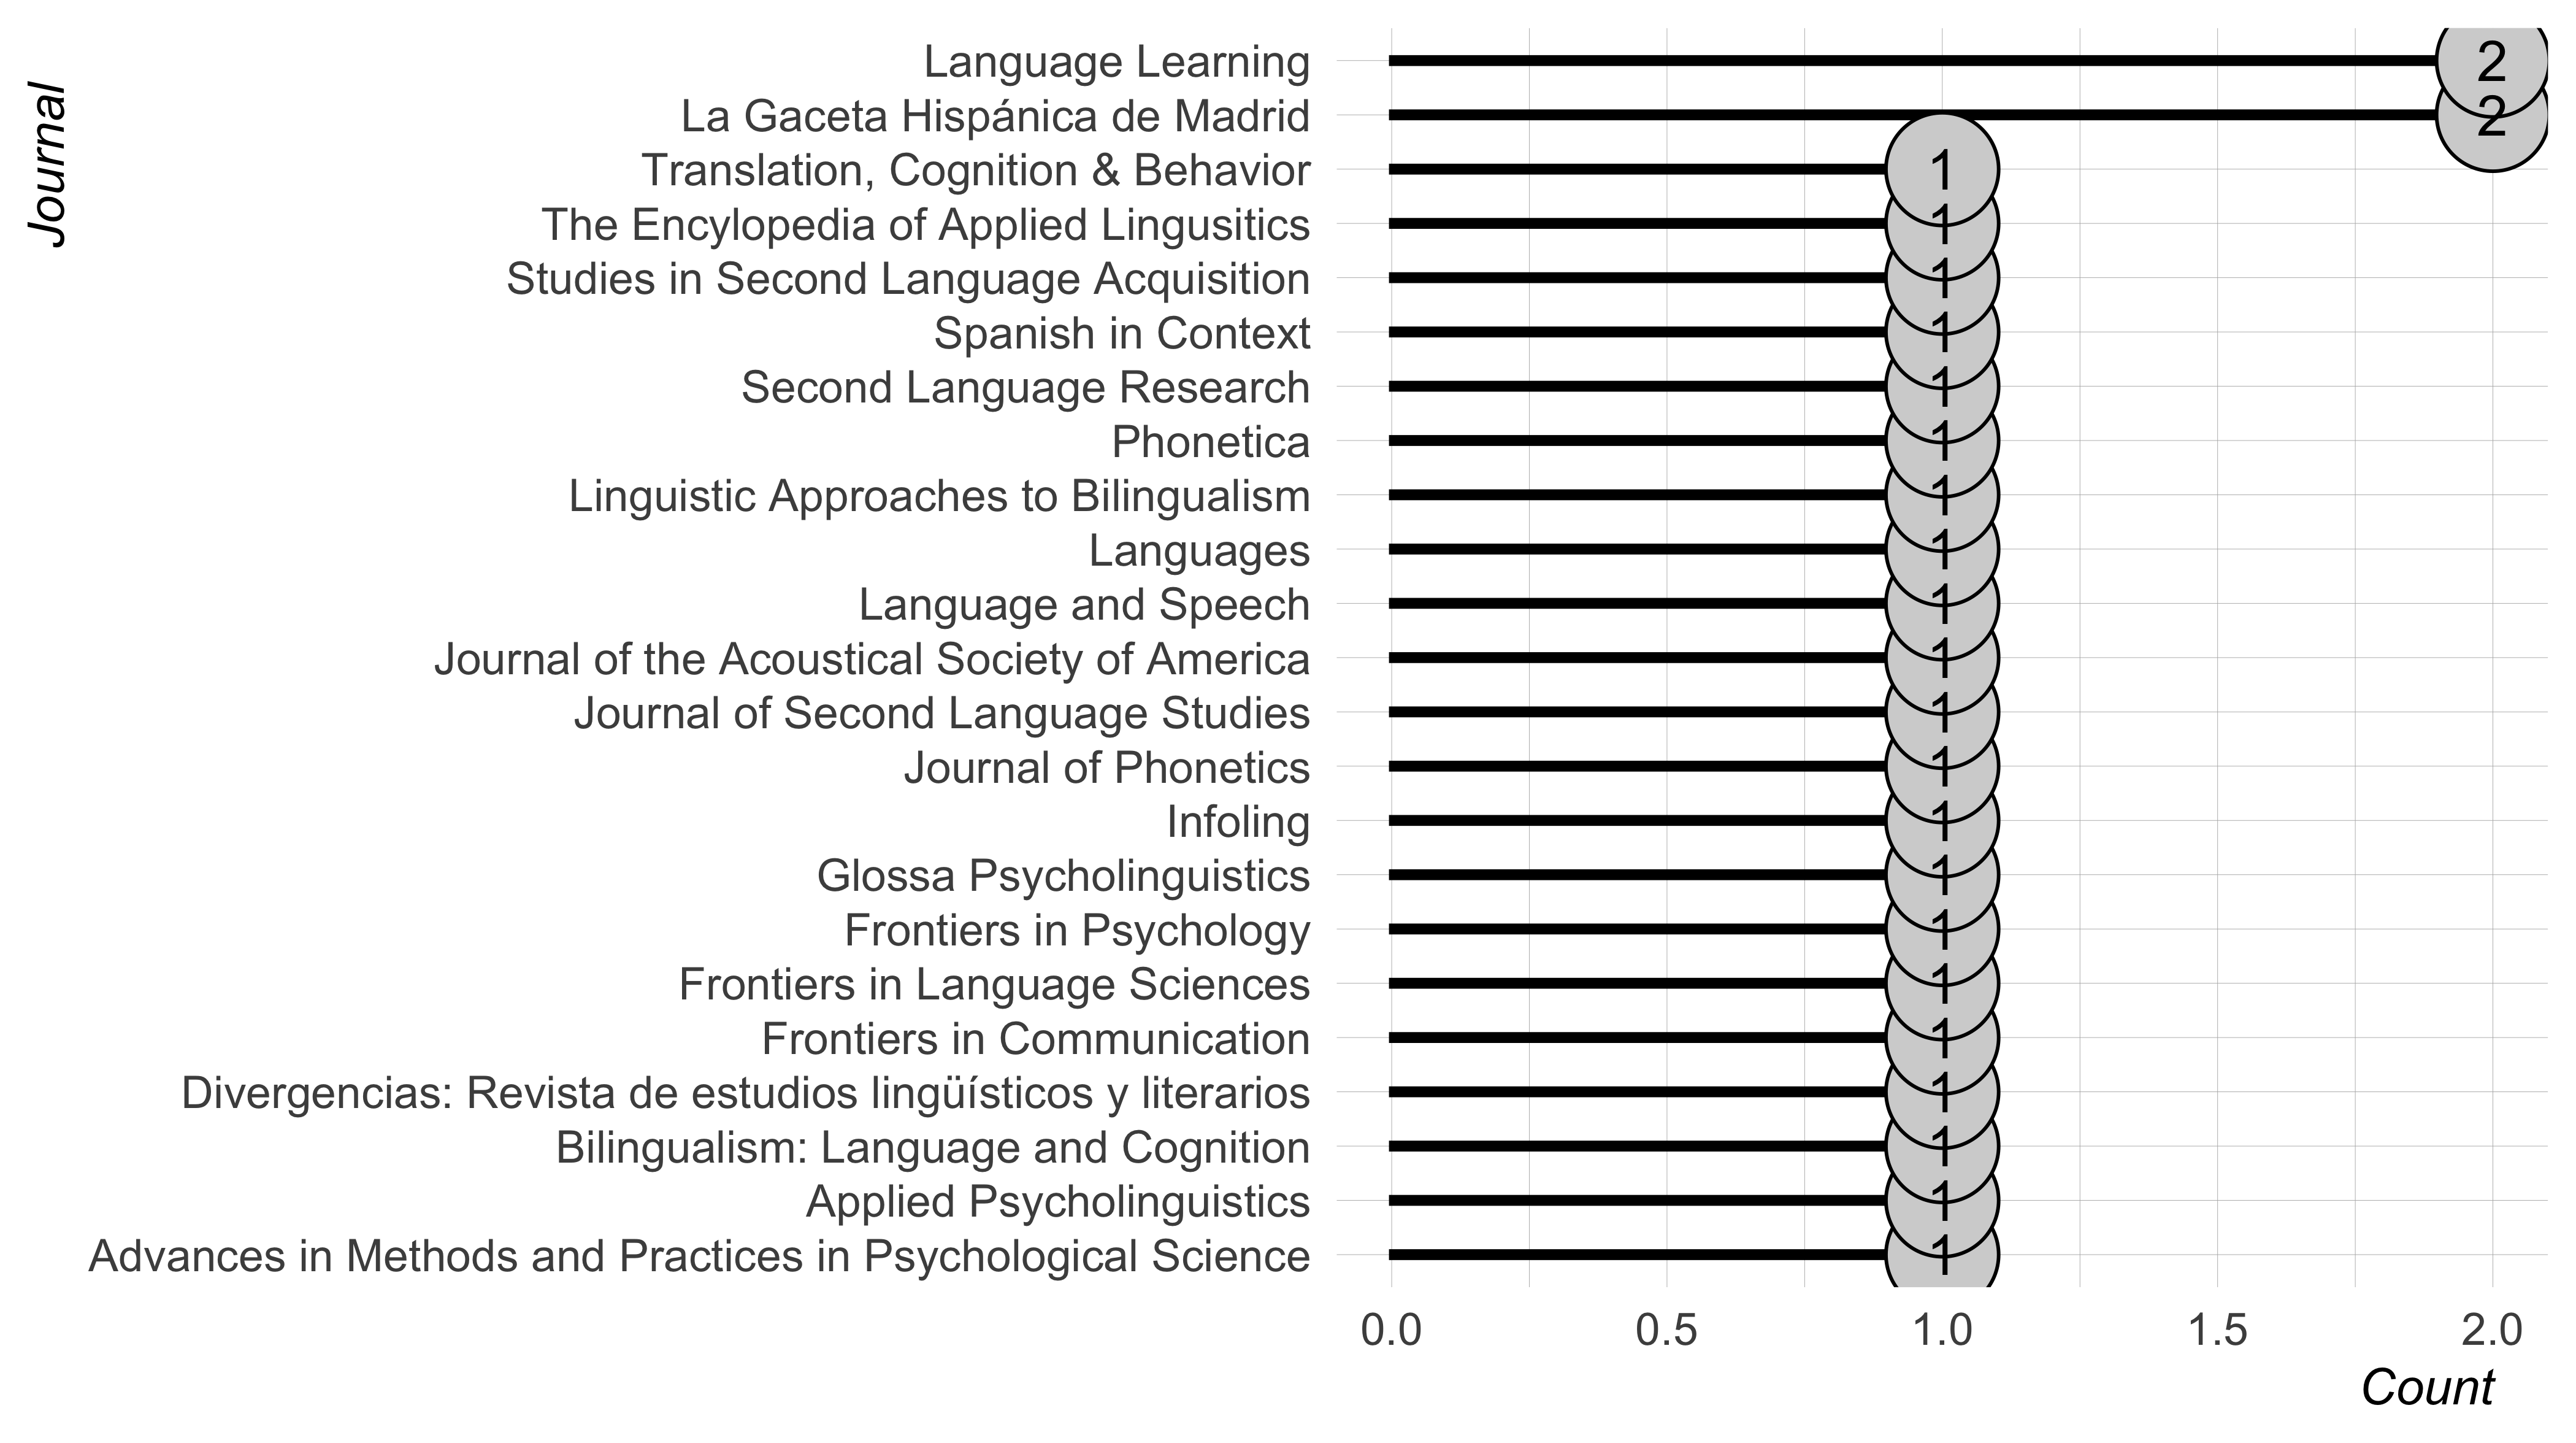 Journal
Language Learning 2
La Gaceta Hispánica de Madrid 2
Translation, Cognition & Behavior 1
The Encylopedia of Applied Lingusitics 1
Studies in Second Language Acquisition 1
Spanish in Context 1
Second Language Research 1
Phonetica 1
Linguistic Approaches to Bilingualism 1
Languages 1
Language and Speech 1
Journal of the Acoustical Society of America 1
Journal of Second Language Studies 1
Journal of Phonetics 1
Infoling 1
Glossa Psycholinguistics 1
Frontiers in Psychology 1
Frontiers in Language Sciences 1
Frontiers in Communication 1
Divergencias: Revista de estudios lingüísticos y literarios 1
Bilingualism: Language and Cognition 1
Applied Psycholinguistics 1
Advances in Methods and Practices in Psychological Science 1
0.0 0.5 1.0 1.5 2.0
Count